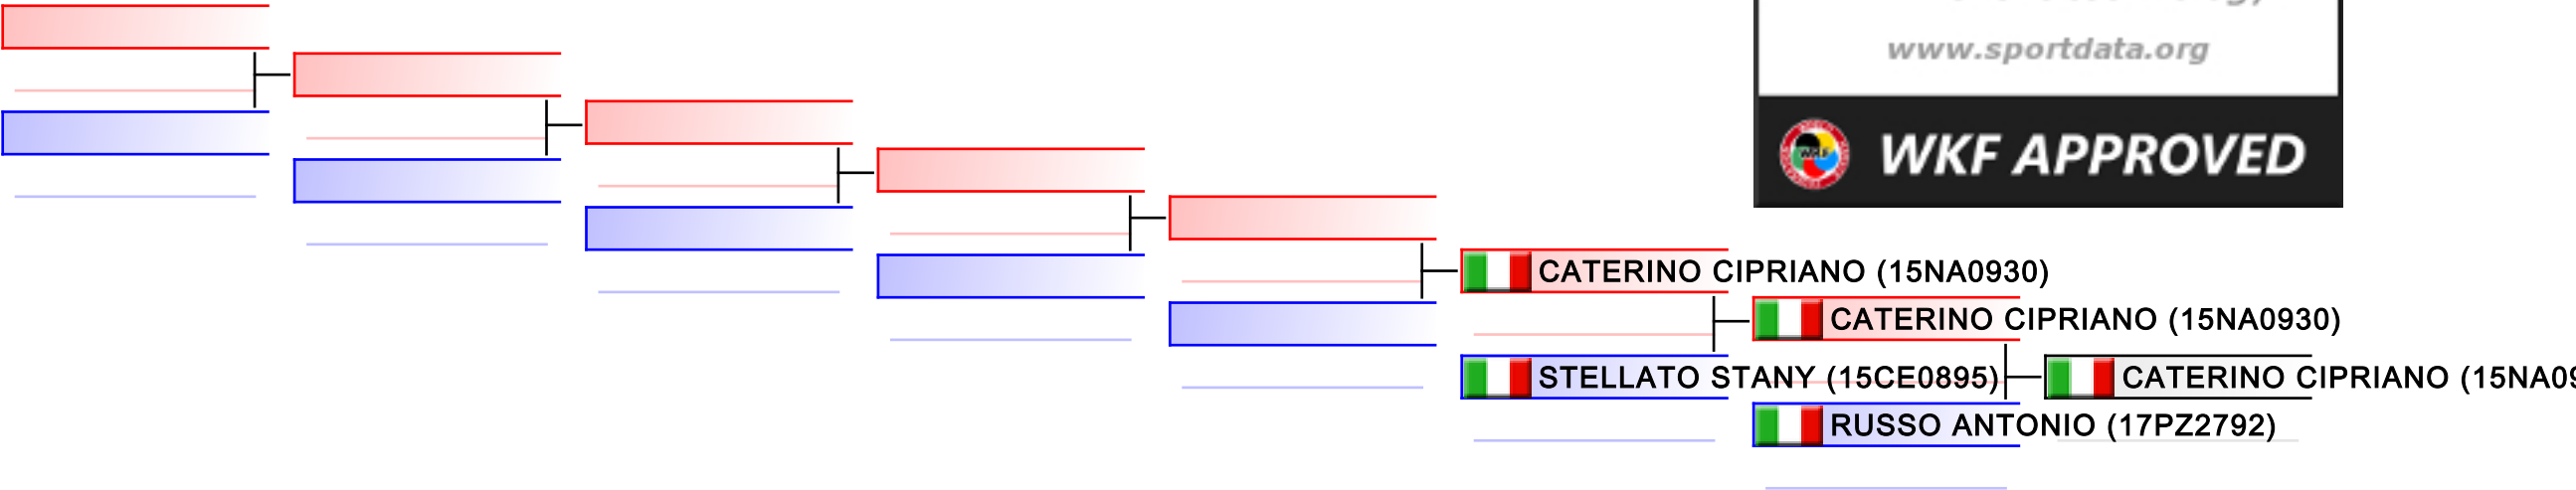 www.sportdata.org
WKF APPROVED
CATERINO CIPRIANO (15NA0930)
CATERINO CIPRIANO (15NA0930)
STELLATO STANY (15CE0895)
CATERINO CIPRIANO (15NA09
RUSSO ANTONIO (17PZ2792)